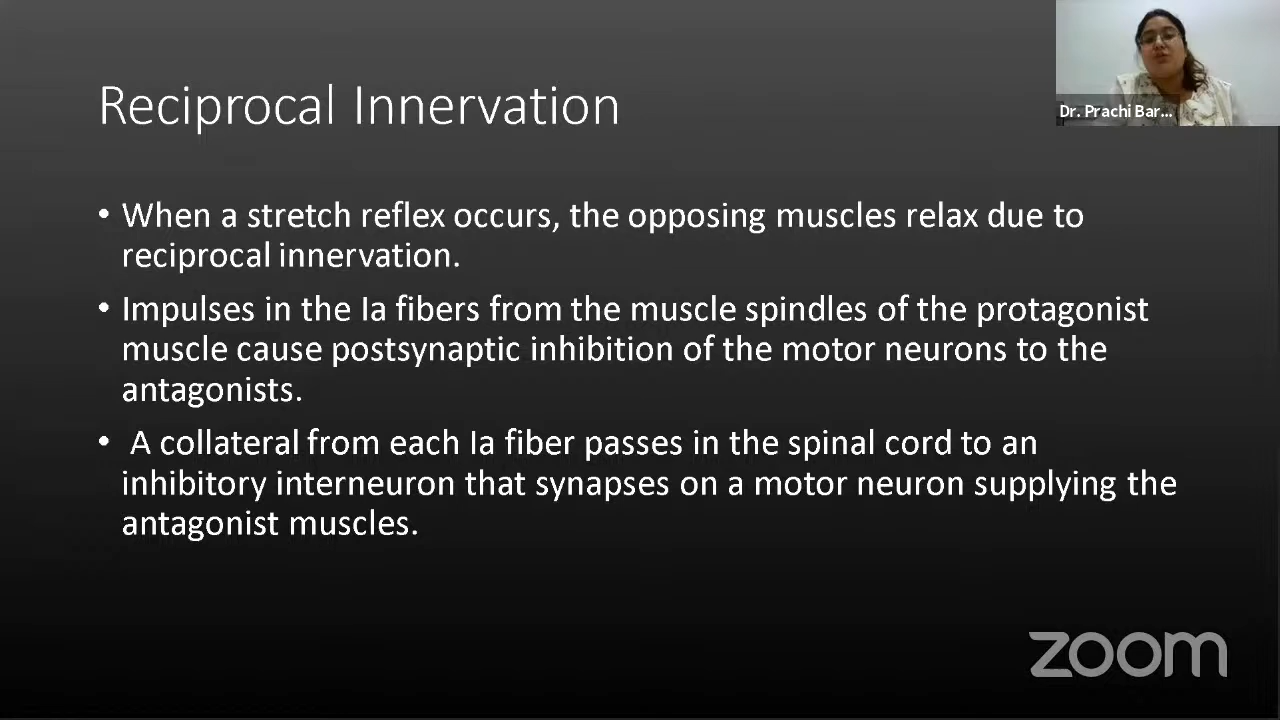 Reciprocal Innervation
Dr. Prachi Bar...
• When a stretch reflex occurs, the opposing muscles relax due to
reciprocal innervation.
• Impulses in the Ia fibers from the muscle spindles of the protagonist
muscle cause postsynaptic inhibition of the motor neurons to the
antagonists.
• A collateral from each Ia fiber passes in the spinal cord to an
inhibitory interneuron that synapses on a motor neuron supplying the
antagonist muscles.
zoom